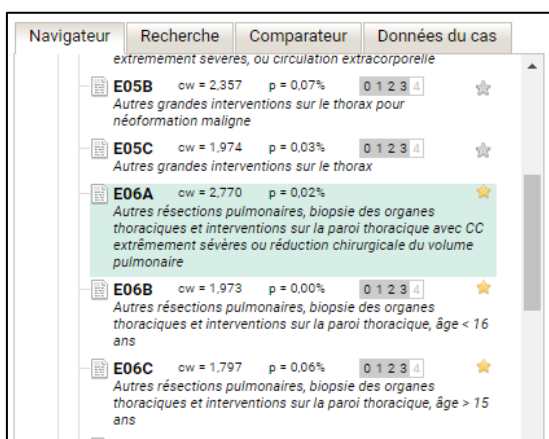 Navigateur Recherche Comparateur Données du cas
extrêmement sévères, ou circulation extracorporelle
E05B cw = 2,357 p = 0,07% 0 1 2 3 4
Autres grandes interventions sur le thorax pour
néoformation maligne
E05C cw = 1,974 p = 0,03% 0 1 2 3 4
Autres grandes interventions sur le thorax
E06A cw = 2,770 p = 0,02%
Autres résections pulmonaires, biopsie des organes
thoraciques et interventions sur la paroi thoracique avec CC
extrêmement sévères ou réduction chirurgicale du volume
pulmonaire
E06B cw = 1,973 p = 0,00% 0 1 2 3 4
Autres résections pulmonaires, biopsie des organes
thoraciques et interventions sur la paroi thoracique, âge < 16
ans
E06C cw = 1,797 p = 0,06% 0 1 2 3 4
Autres résections pulmonaires, biopsie des organes
thoraciques et interventions sur la paroi thoracique, âge > 15
ans